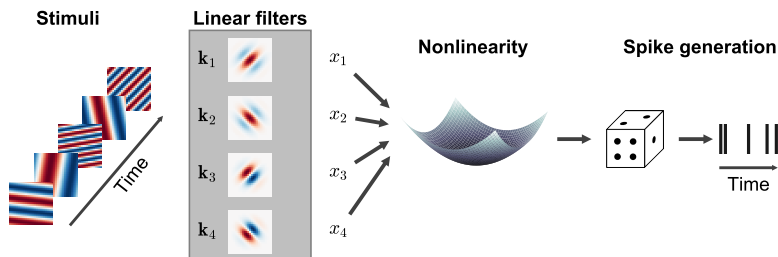 Stimuli
Linear filters
Nonlinearity
Spike generation
k₁
x₁
k₂
x₂
k₃
x₃
k₄
x₄
Time
Time